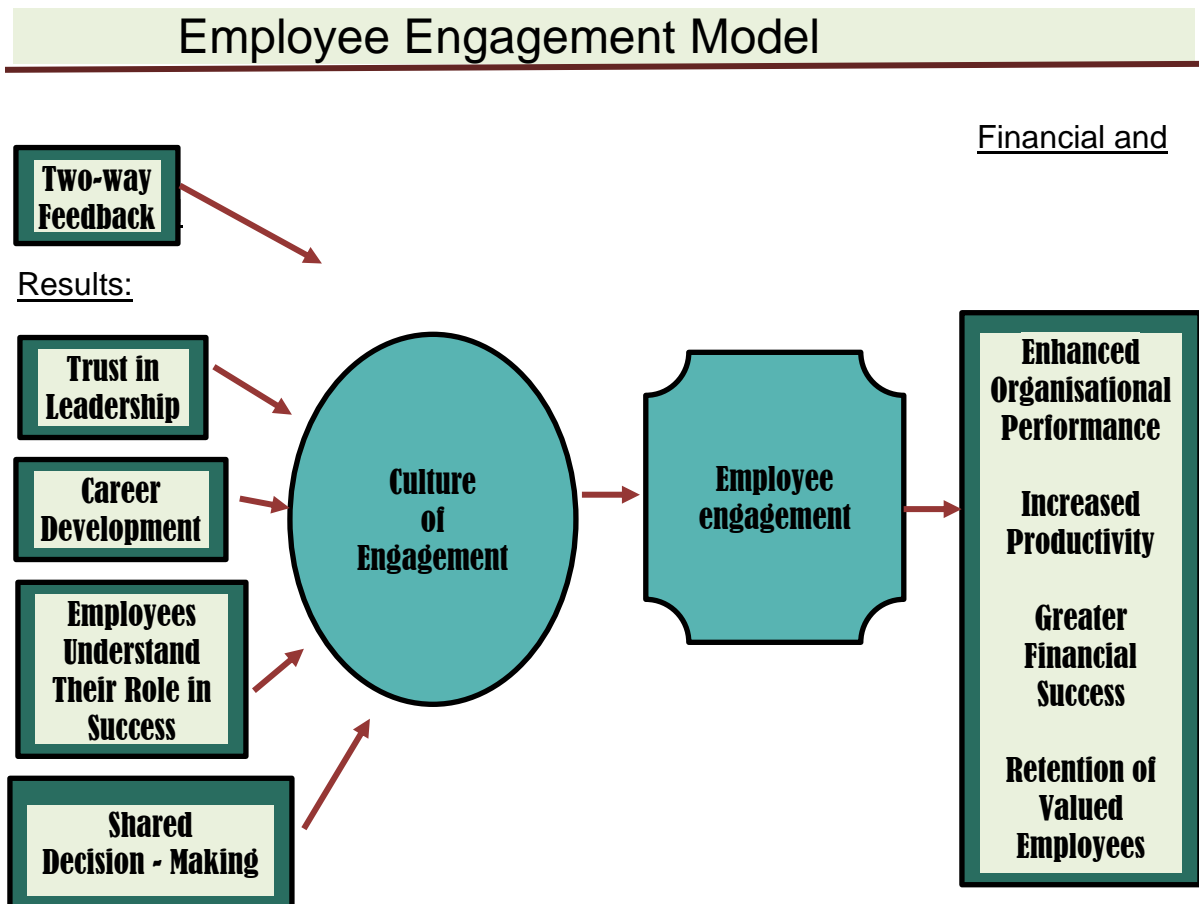 Employee Engagement Model
Financial and
Two-way
Feedback
Results:
Trust in
Leadership
Career
Development
Employees
Understand
Their Role in
Success
Shared
Decision - Making
Culture
of
Engagement
Employee
engagement
Enhanced
Organisational
Performance
Increased
Productivity
Greater
Financial
Success
Retention of
Valued
Employees